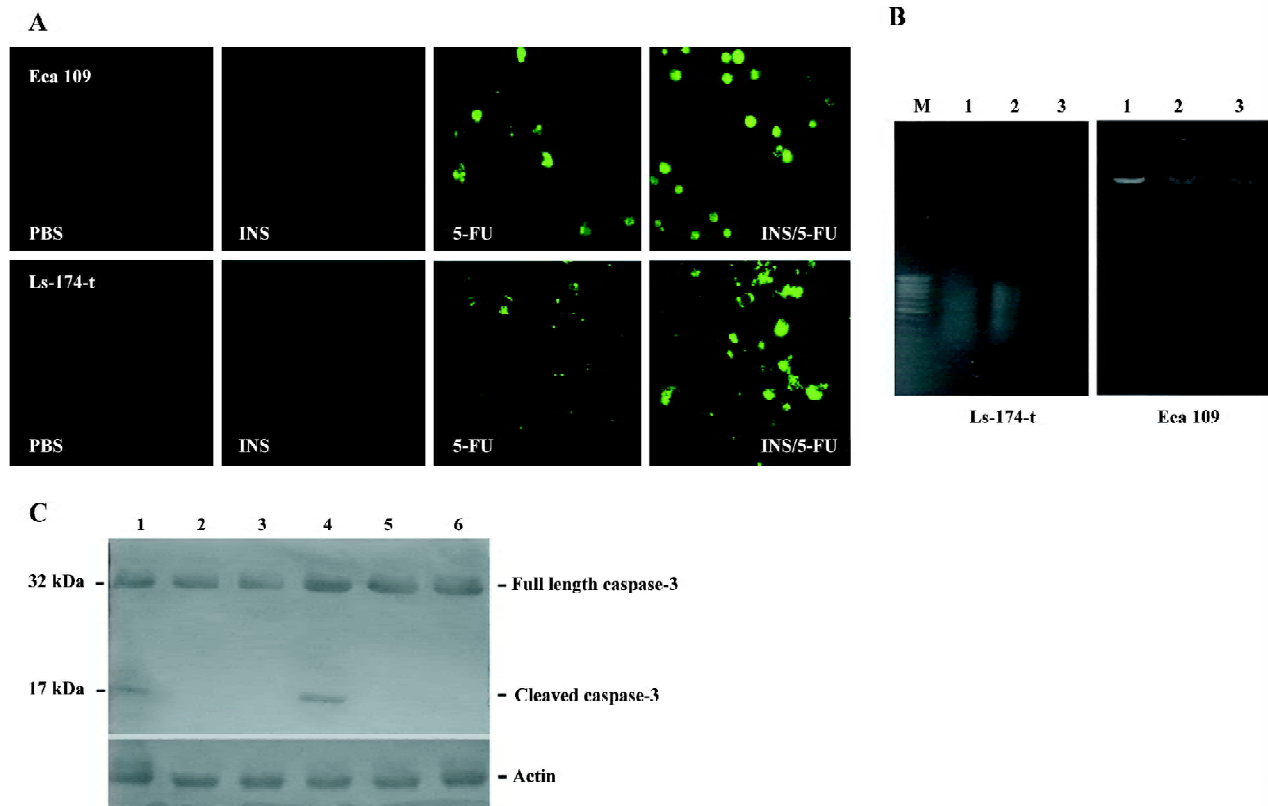 A
Eca 109
PBS
INS
5-FU
INS/5-FU
Ls-174-t
PBS
INS
5-FU
INS/5-FU
B
M 1 2 3
1 2 3
Ls-174-t
Eca 109
C
1 2 3 4 5 6
32 kDa
Full length caspase-3
17 kDa
Cleaved caspase-3
Actin